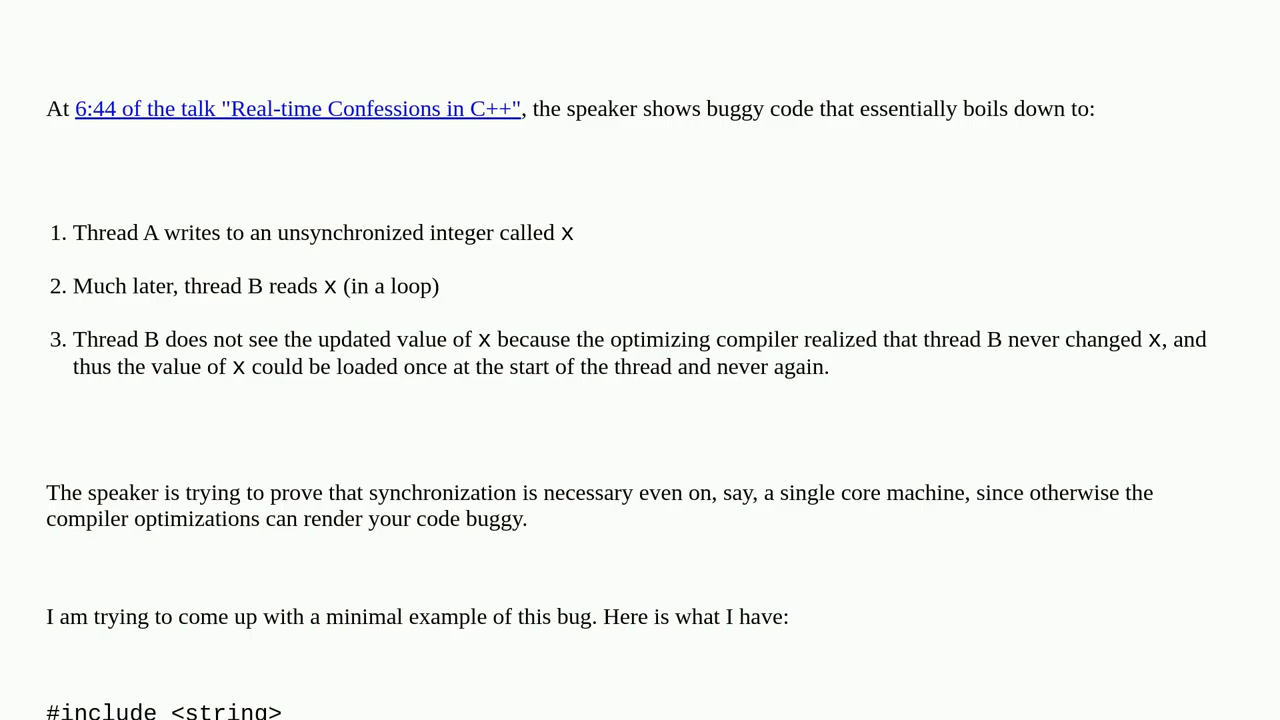 At 6:44 of the talk "Real-time Confessions in C++", the speaker shows buggy code that essentially boils down to:
1. Thread A writes to an unsynchronized integer called x
2. Much later, thread B reads x (in a loop)
3. Thread B does not see the updated value of x because the optimizing compiler realized that thread B never changed x, and
thus the value of x could be loaded once at the start of the thread and never again.
The speaker is trying to prove that synchronization is necessary even on, say, a single core machine, since otherwise the
compiler optimizations can render your code buggy.
I am trying to come up with a minimal example of this bug. Here is what I have:
#include <string>